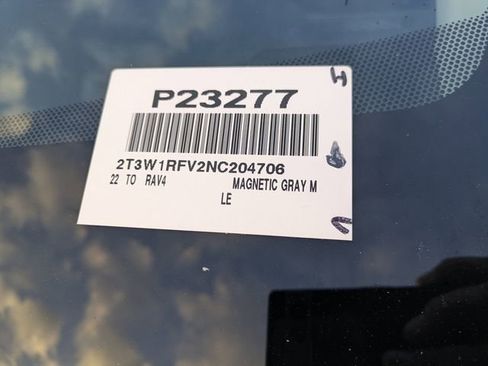 P23277
2T3W1RFV2NC204706
22 TO RAV4 MAGNETIC GRAY M
LE